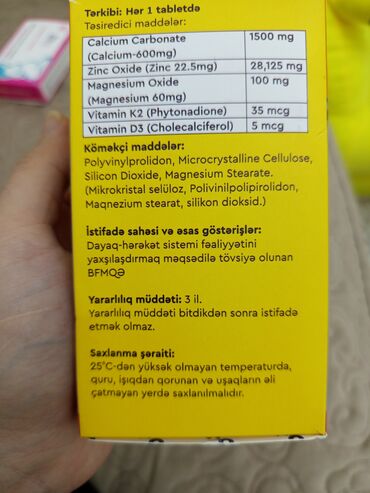 Tərkibi: Hər 1 tabletdə
Təsiredici maddələr:
Calcium Carbonate 1500 mg
(Calcium-600mg)
Zinc Oxide (Zinc 22.5mg) 28,125 mg
Magnesium Oxide 100 mg
(Magnesium 60mg)
Vitamin K2 (Phytonadione) 35 mcg
Vitamin D3 (Cholecalciferol) 5 mcg
Köməkçi maddələr:
Polyvinylprolidon, Microcrystalline Cellulose,
Silicon Dioxide, Magnesium Stearate.
(Mikrokristal selüloz, Polivinilpolipirolidon,
Maqnezium stearat, silikon dioksid.)
İstifadə sahəsi və əsas göstərişlər:
Dayaq-hərəkət sistemi fəaliyyətini
yaxşılaşdırmaq məqsədilə tövsiyə olunan
BFMQƏ
Yararlılıq müddəti: 3 il.
Yararlılıq müddəti bitdikdən sonra istifadə
etmək olmaz.
Saxlanma şəraiti:
25°C-dən yüksək olmayan temperaturda,
quru, işıqdan qorunan və uşaqların əli
çatmayan yerdə saxlanılmalıdır.